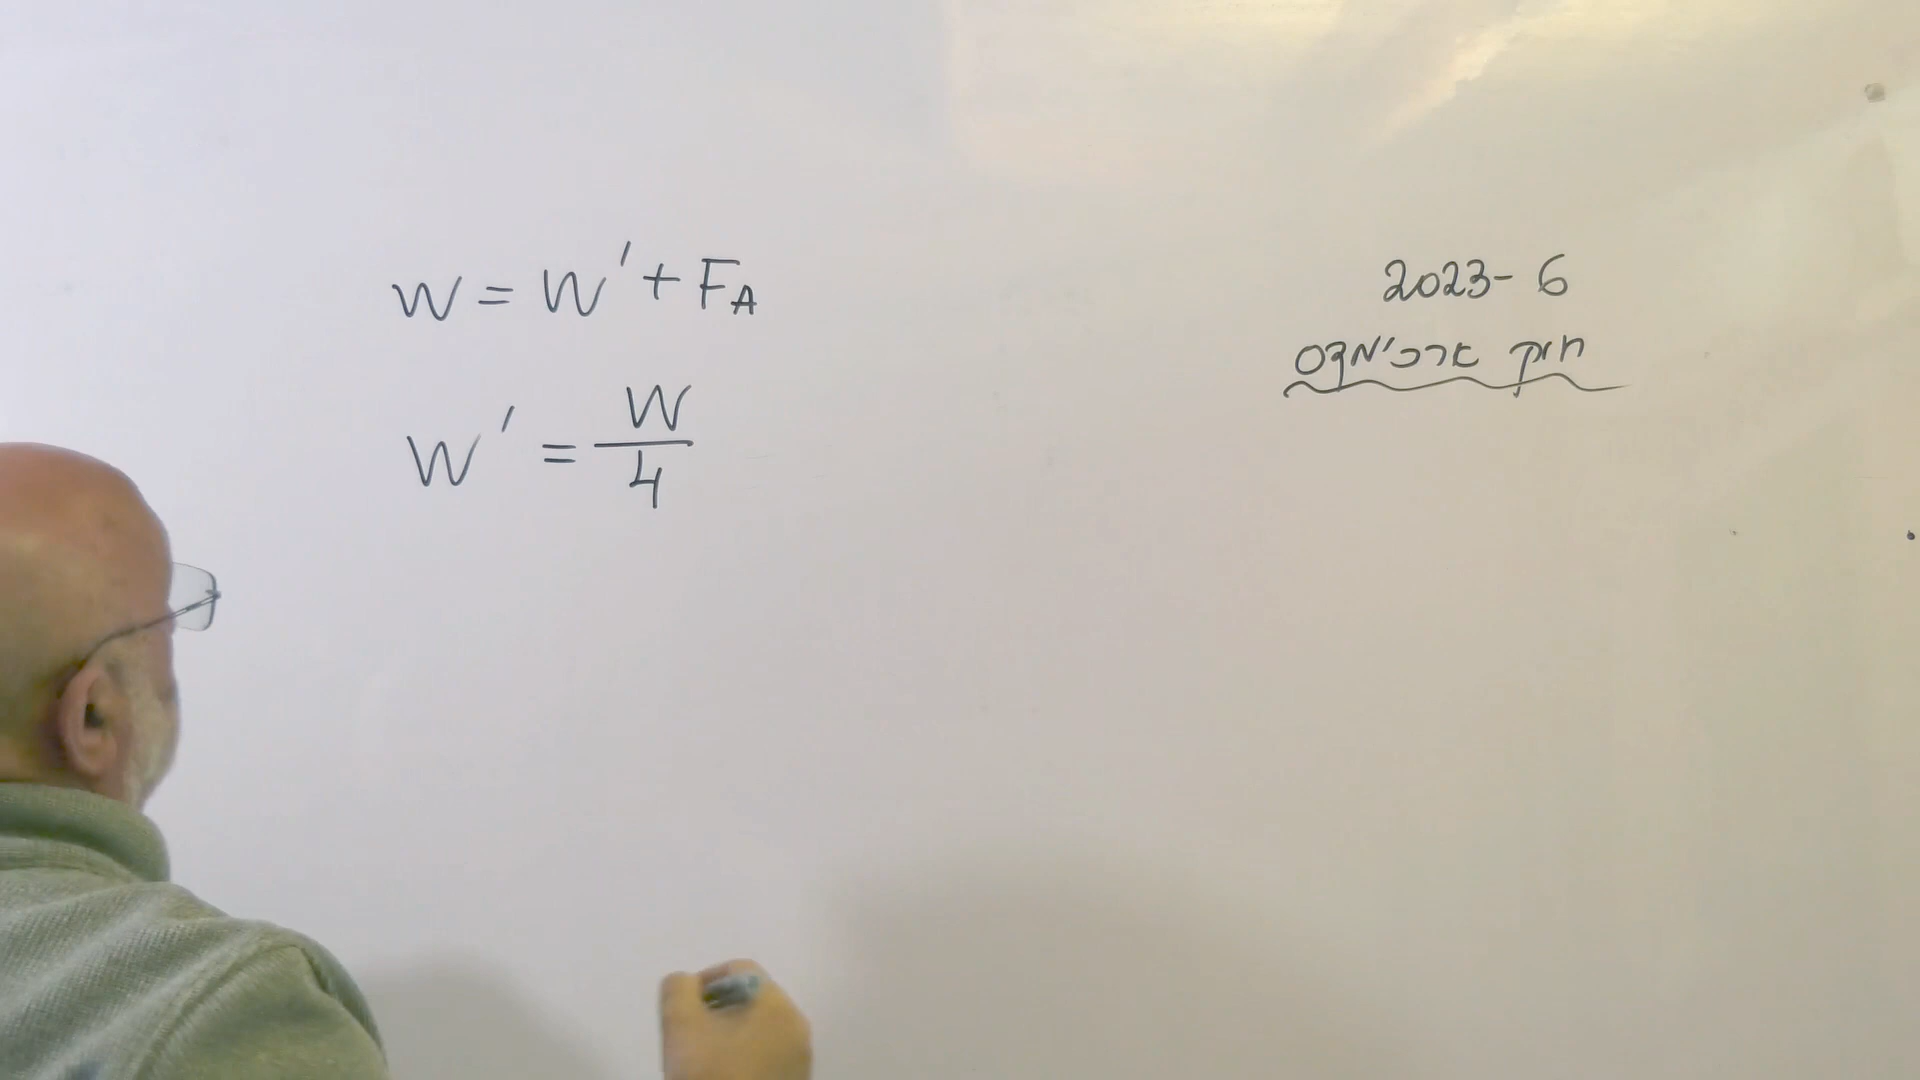 2023-6
חוק ארכימדס
W = W' + F_A
W' = W/4